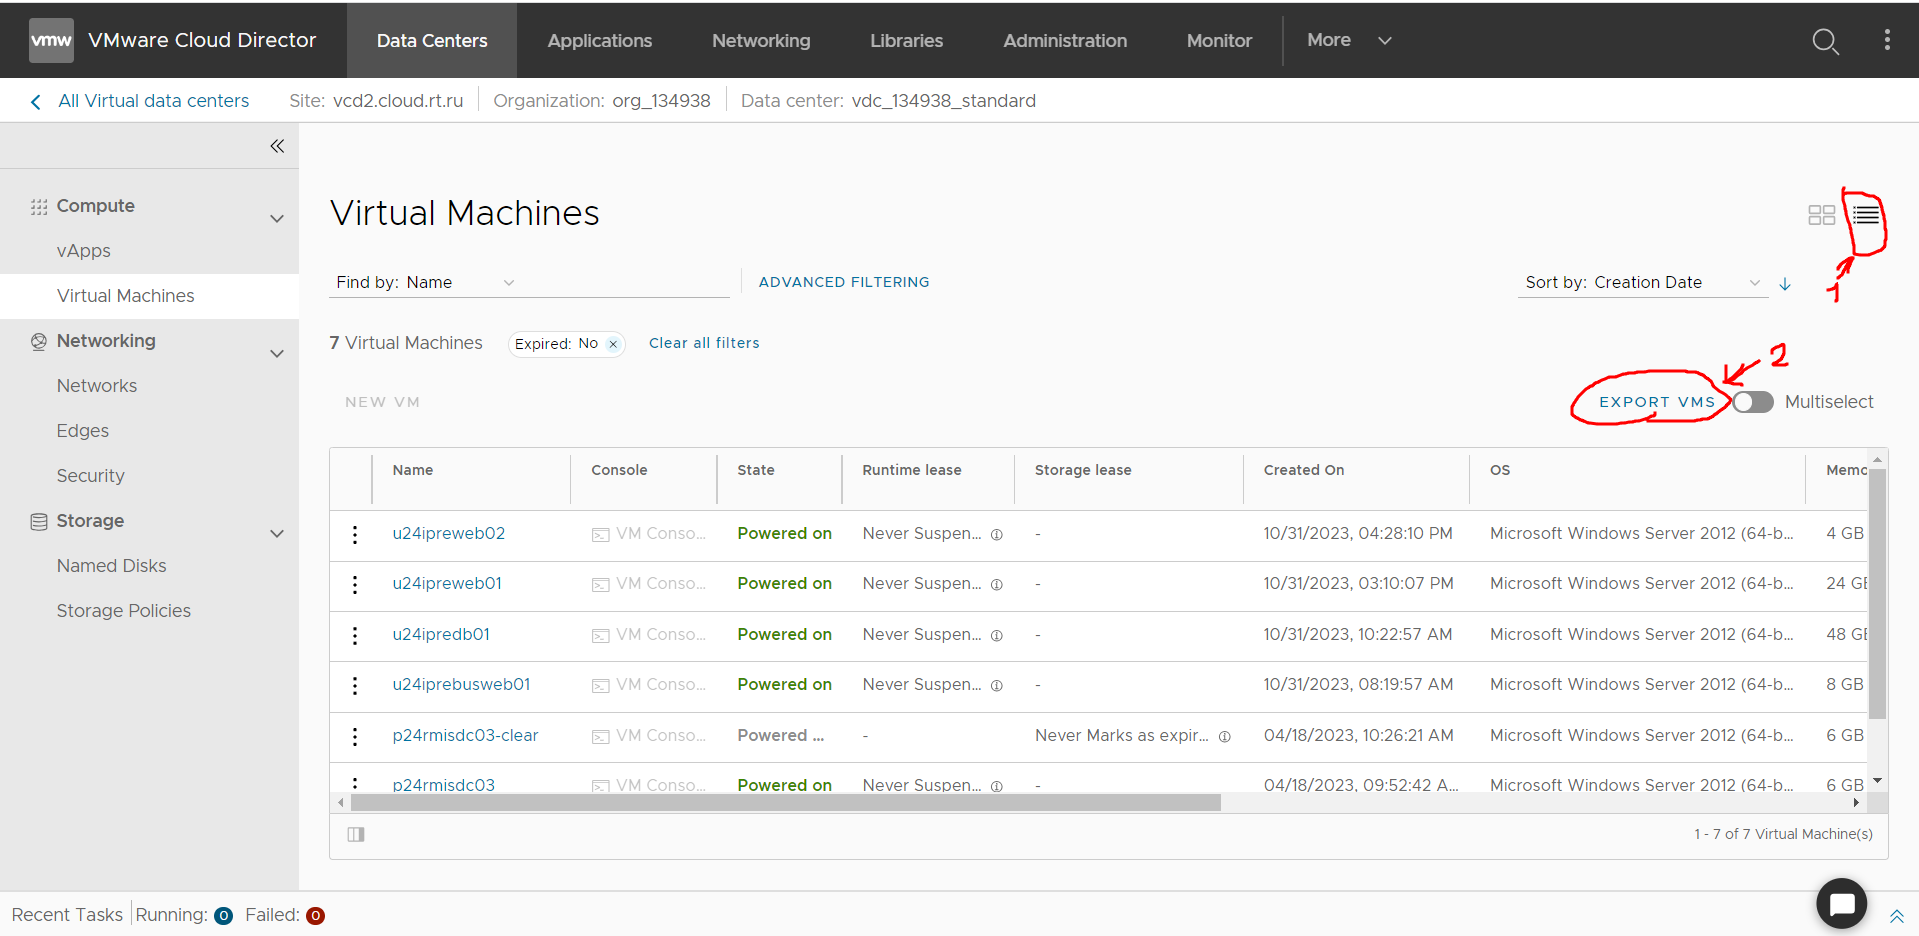 vmw VMware Cloud Director Data Centers Applications Networking Libraries Administration Monitor More
All Virtual data centers Site: vcd2.cloud.rt.ru Organization: org_134938 Data center: vdc_134938_standard
Compute
vApps
Virtual Machines
Networking
Networks
Edges
Security
Storage
Named Disks
Storage Policies
Virtual Machines
1
Find by: Name ADVANCED FILTERING Sort by: Creation Date
7 Virtual Machines Expired: No Clear all filters
2
NEW VM EXPORT VMS Multiselect
Name Console State Runtime lease Storage lease Created On OS Memo
u24ipreweb02 VM Conso... Powered on Never Suspen... - 10/31/2023, 04:28:10 PM Microsoft Windows Server 2012 (64-b... 4 GB
u24ipreweb01 VM Conso... Powered on Never Suspen... - 10/31/2023, 03:10:07 PM Microsoft Windows Server 2012 (64-b... 24 GB
u24ipredb01 VM Conso... Powered on Never Suspen... - 10/31/2023, 10:22:57 AM Microsoft Windows Server 2012 (64-b... 48 GB
u24iprebusweb01 VM Conso... Powered on Never Suspen... - 10/31/2023, 08:19:57 AM Microsoft Windows Server 2012 (64-b... 8 GB
p24rmisdc03-clear VM Conso... Powered ... - Never Marks as expir... 04/18/2023, 10:26:21 AM Microsoft Windows Server 2012 (64-b... 6 GB
p24rmisdc03 VM Conso... Powered on Never Suspen... - 04/18/2023, 09:52:42 A... Microsoft Windows Server 2012 (64-b... 6 GB
1 - 7 of 7 Virtual Machine(s)
Recent Tasks Running: 0 Failed: 0